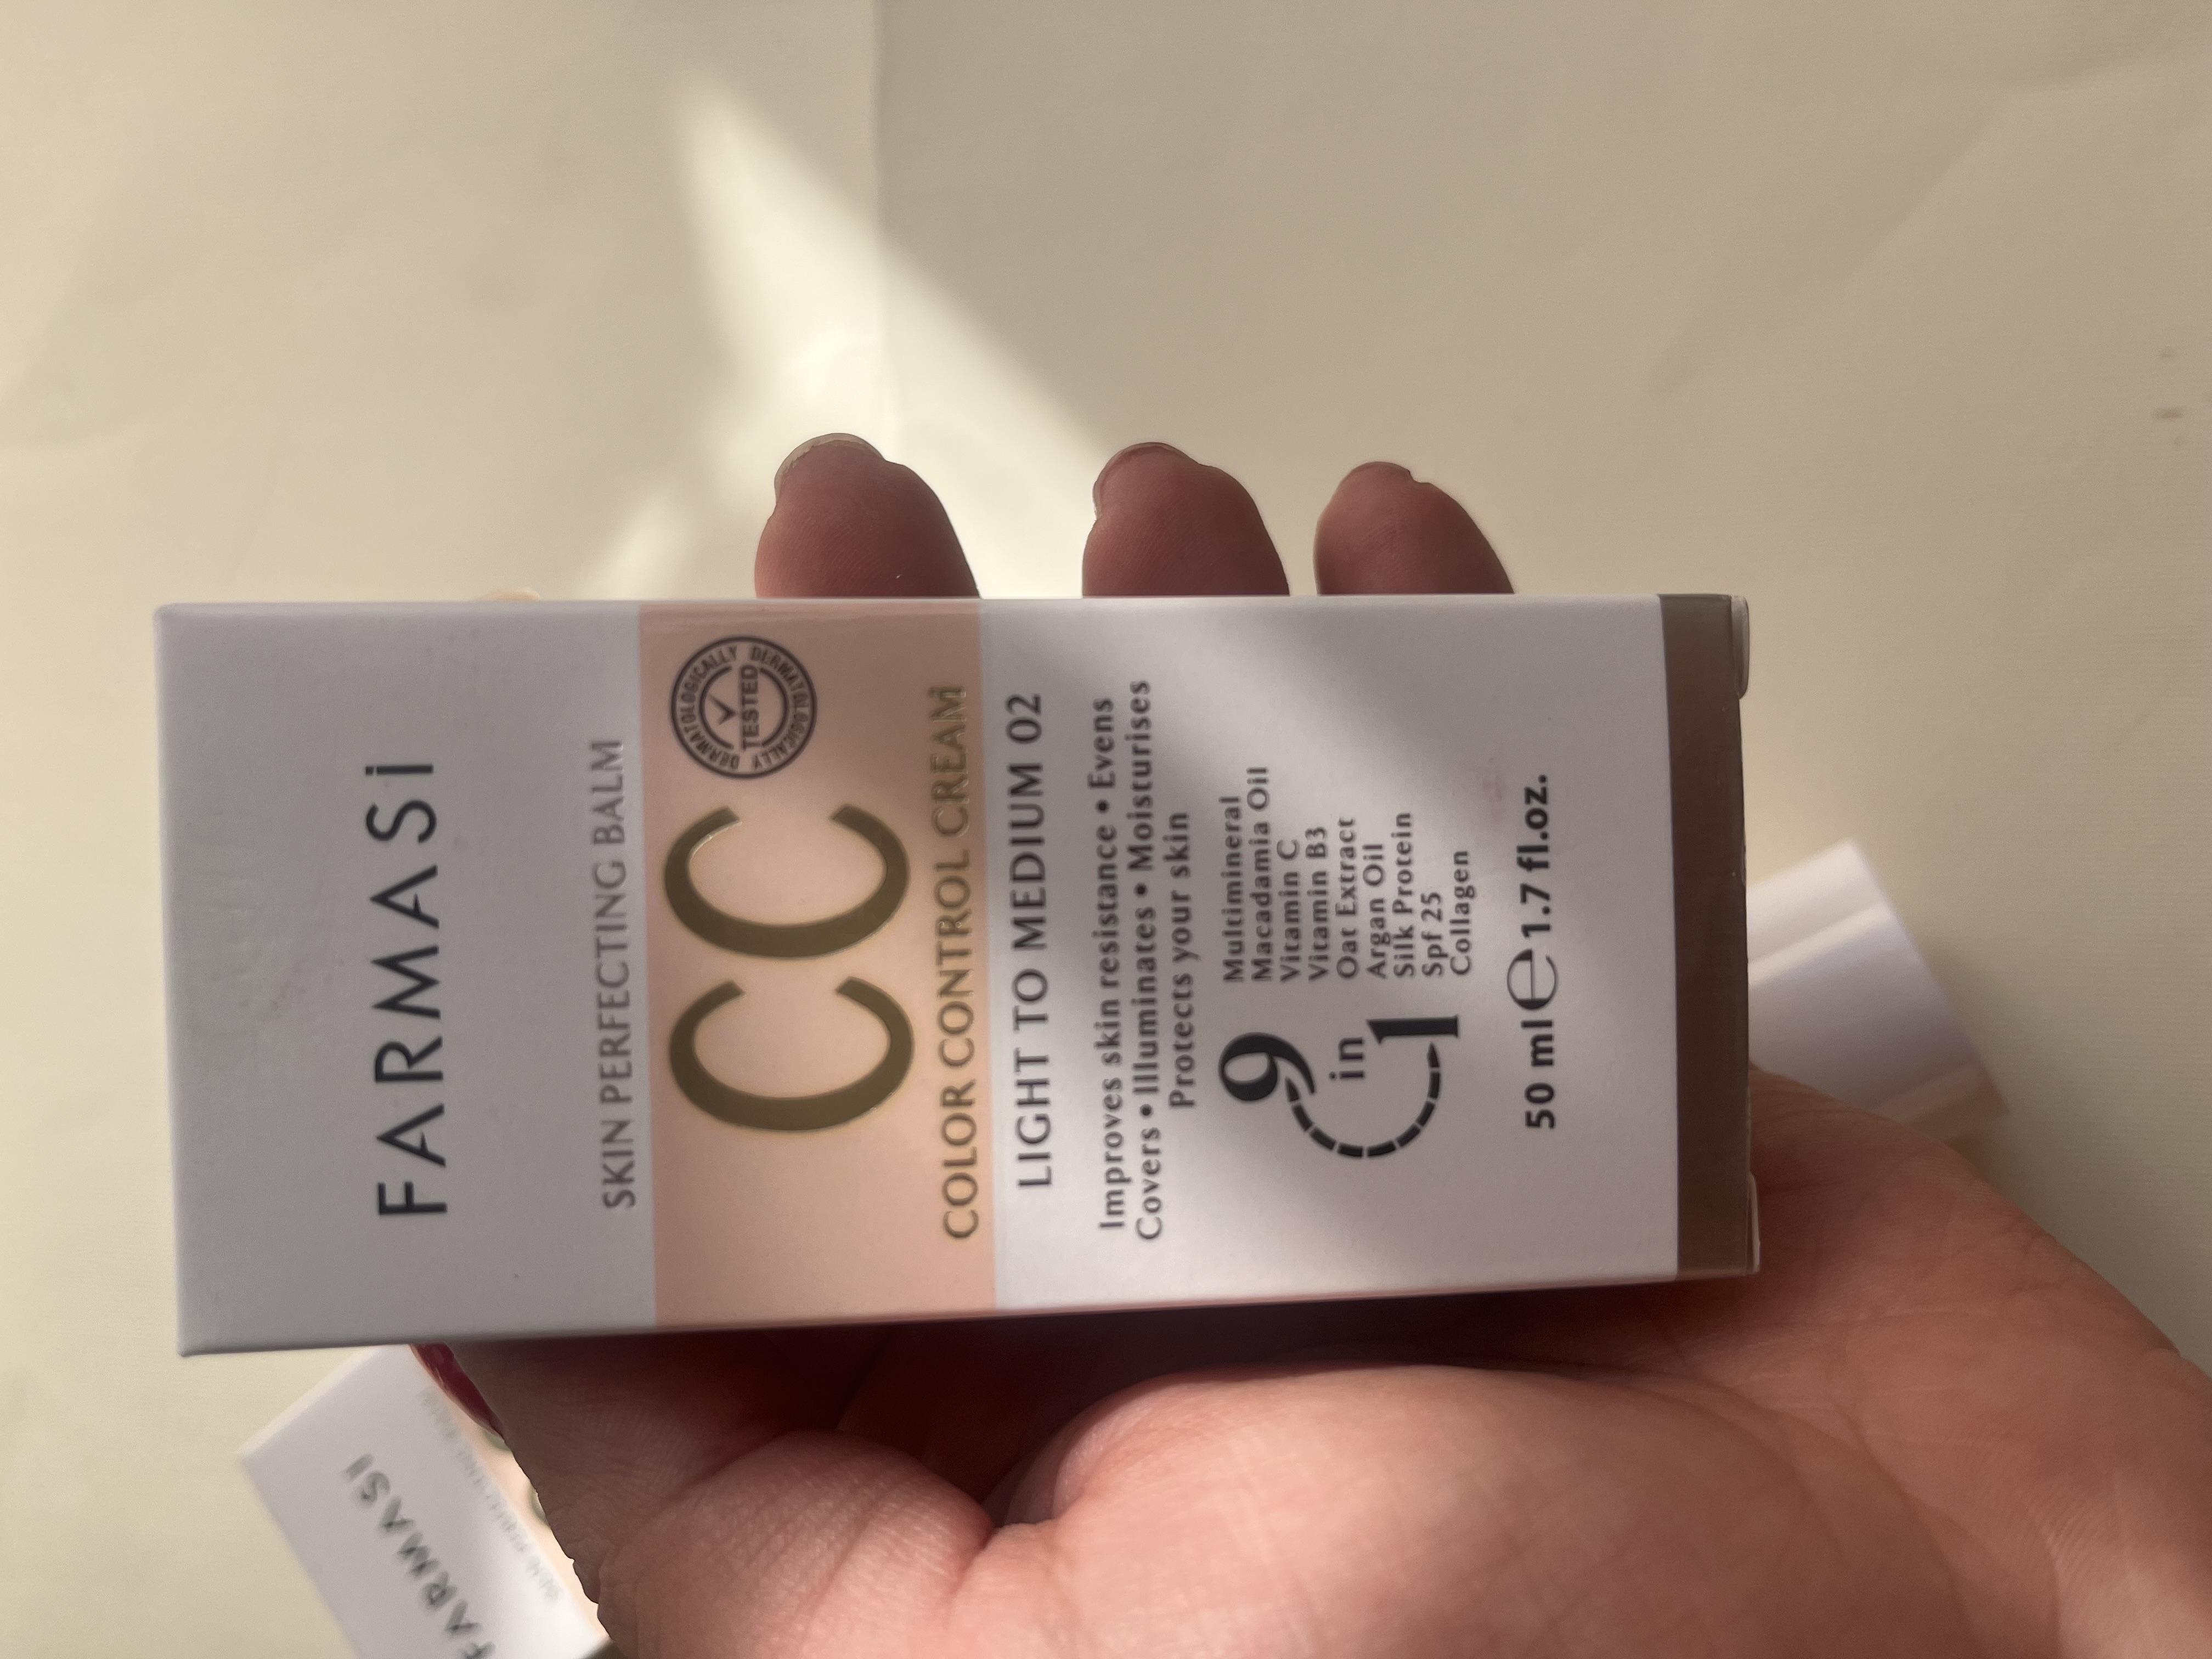 FARMASi
SKIN PERFECTING BALM
CC
DERMATOLOGICALLY DERMATOLOGICALLY
TESTED
COLOR CONTROL CREAM
LIGHT TO MEDIUM 02
Improves skin resistance • Evens
Covers • Illuminates • Moisturises
Protects your skin
9 in 1
Multimineral
Macadamia Oil
Vitamin C
Vitamin B3
Oat Extract
Argan Oil
Silk Protein
Spf 25
Collagen
50 ml e 1.7 fl.oz.
FARMASi